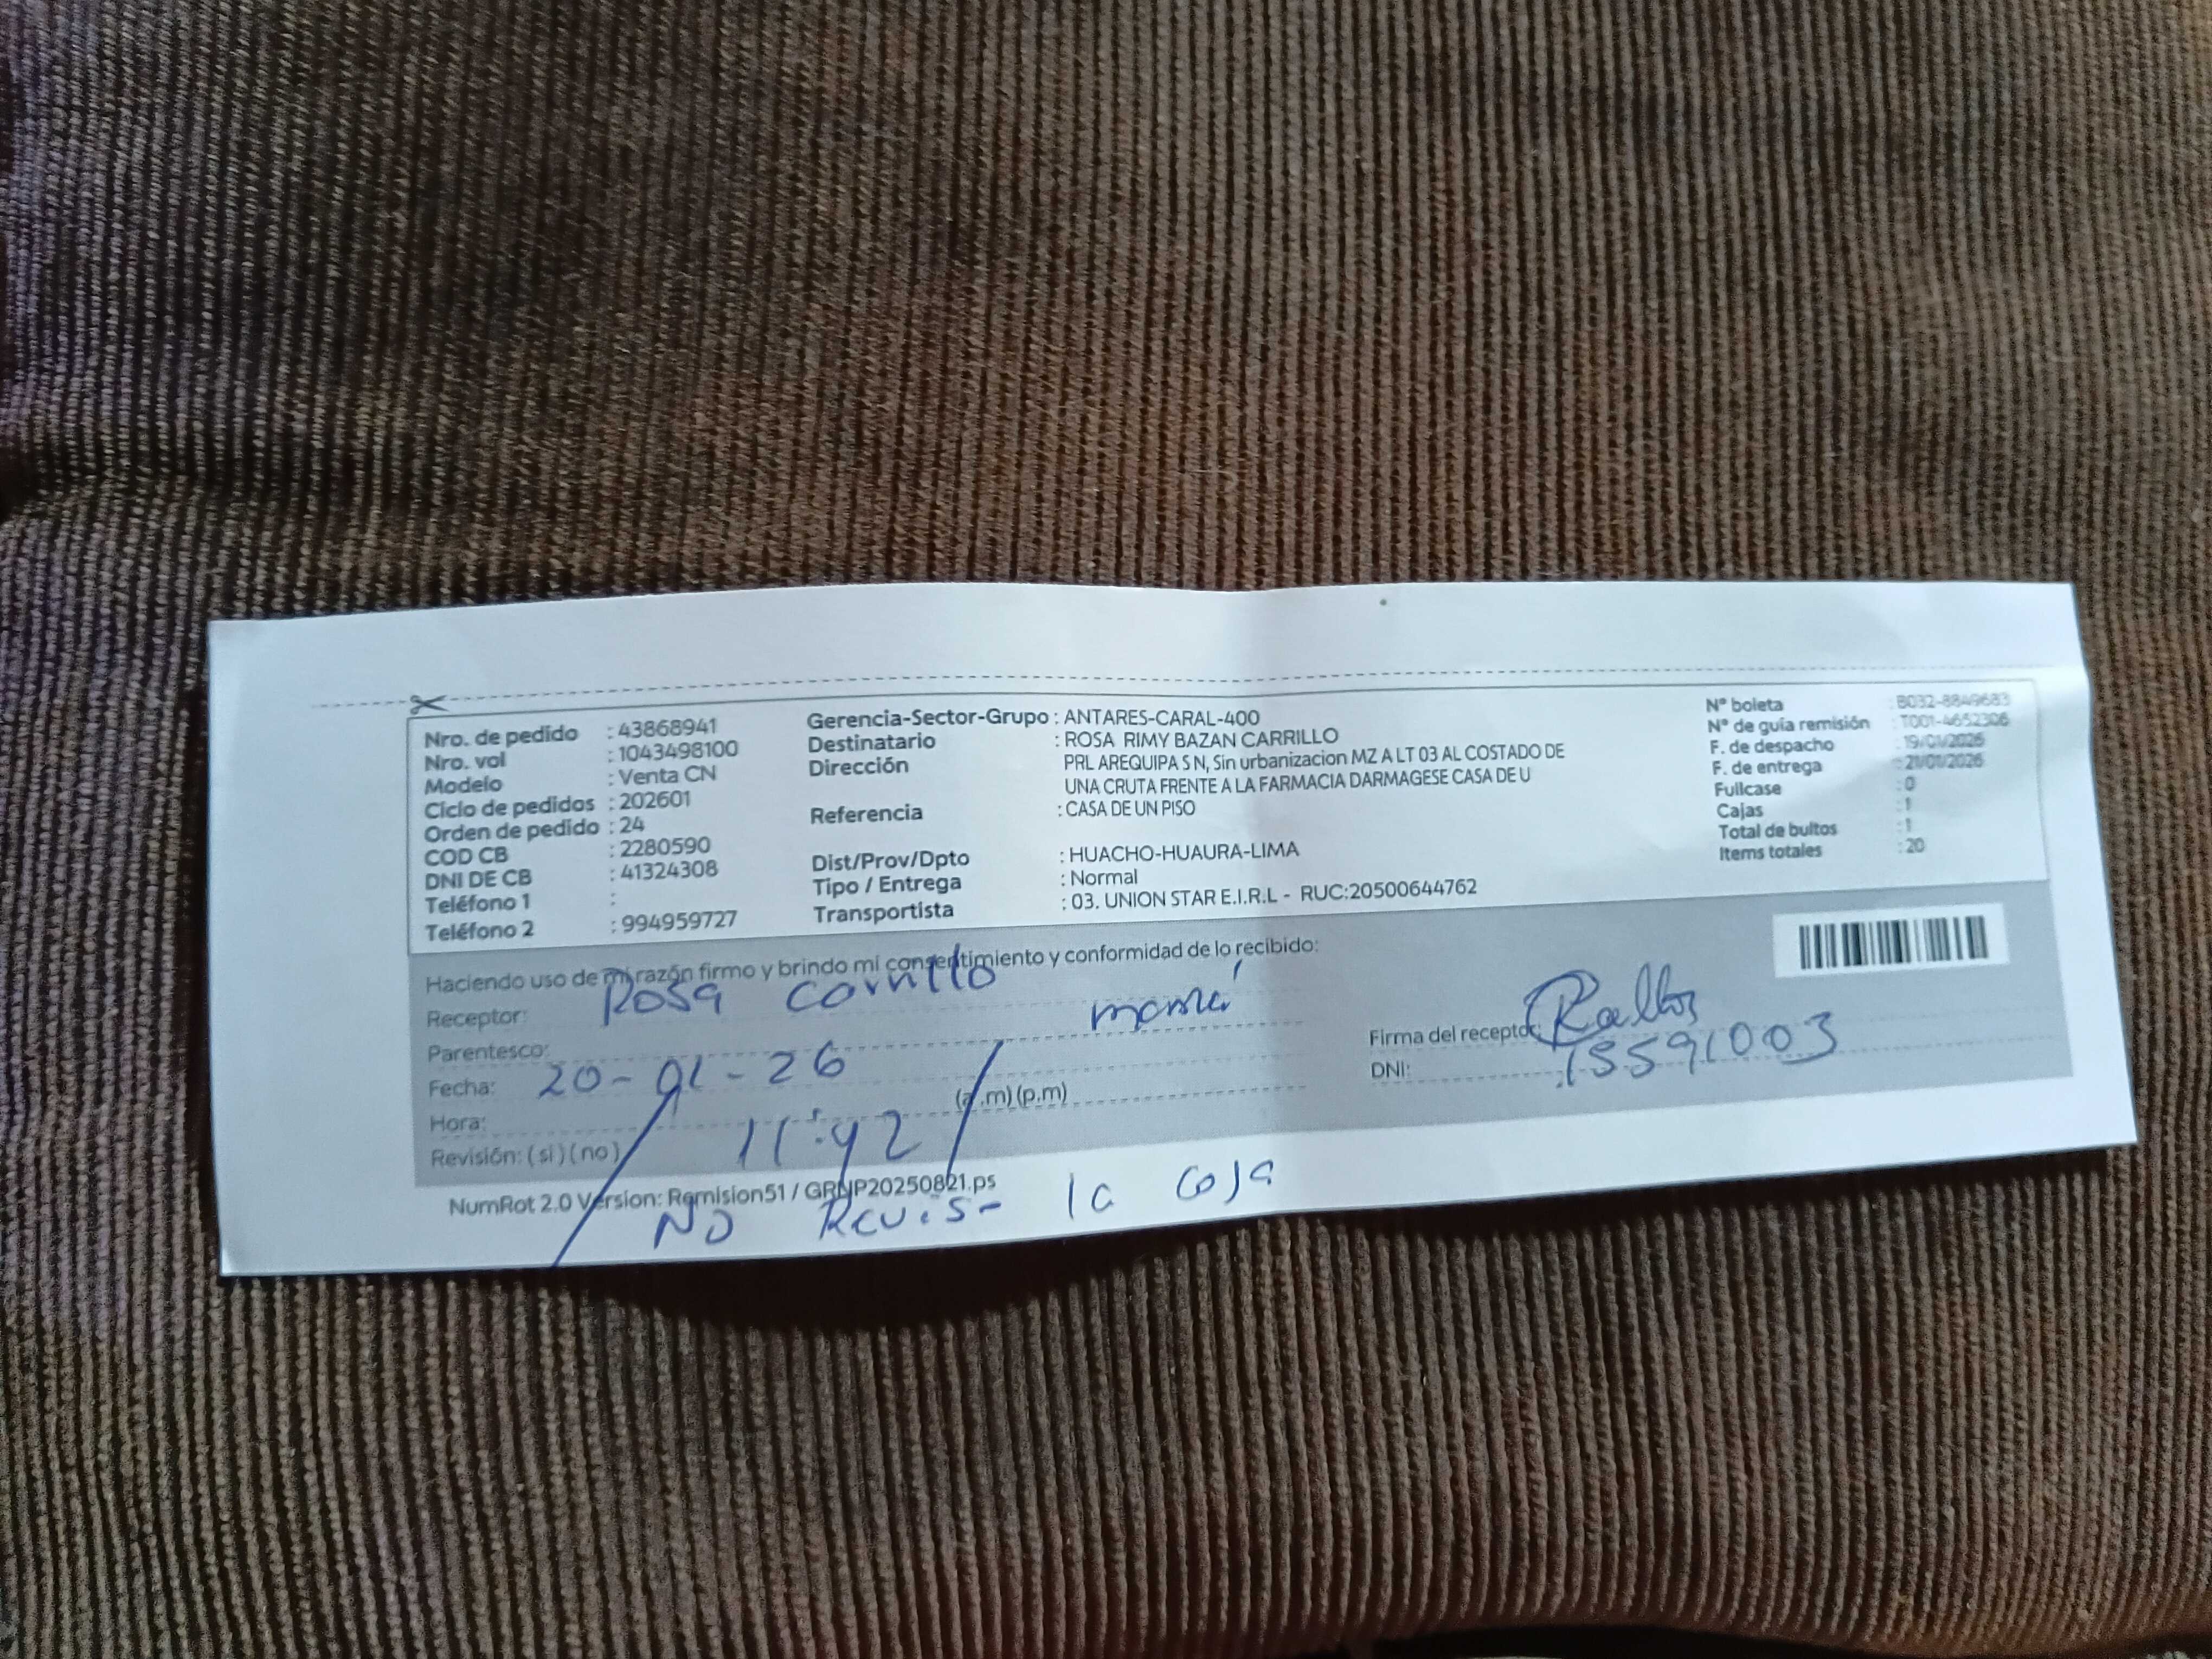 Nro. de pedido : 43868941
Nro. vol : 1043498100
Modelo : Venta CN
Ciclo de pedidos : 202601
Orden de pedido : 24
COD CB : 2280590
DNI DE CB : 41324308
Teléfono 1 :
Teléfono 2 : 994959727
Gerencia-Sector-Grupo : ANTARES-CARAL-400
Destinatario : ROSA RIMY BAZAN CARRILLO
Dirección PRL AREQUIPA S N, Sin urbanizacion MZ A LT 03 AL COSTADO DE
UNA CRUTA FRENTE A LA FARMACIA DARMAGESE CASA DE U
Referencia : CASA DE UN PISO
Dist/Prov/Dpto : HUACHO-HUAURA-LIMA
Tipo / Entrega : Normal
Transportista : 03. UNION STAR E.I.R.L - RUC:20500644762
N° boleta : B032-8849683
N° de guía remisión : T001-4652306
F. de despacho : 19/01/2026
F. de entrega : 21/01/2026
Fullcase : 0
Cajas : 1
Total de bultos : 1
Items totales : 20
Haciendo uso de mi razón firmo y brindo mi consentimiento y conformidad de lo recibido:
Receptor: Rosa Carrillo
Parentesco: mamá
Fecha: 20-01-26
Hora: 11:42 (a.m) (p.m)
Revisión: (si) (no)
Firma del receptor:
DNI: 15591003
NumRot 2.0 Version: Remision51 / GRUP20250821.ps
No Revis- la caja